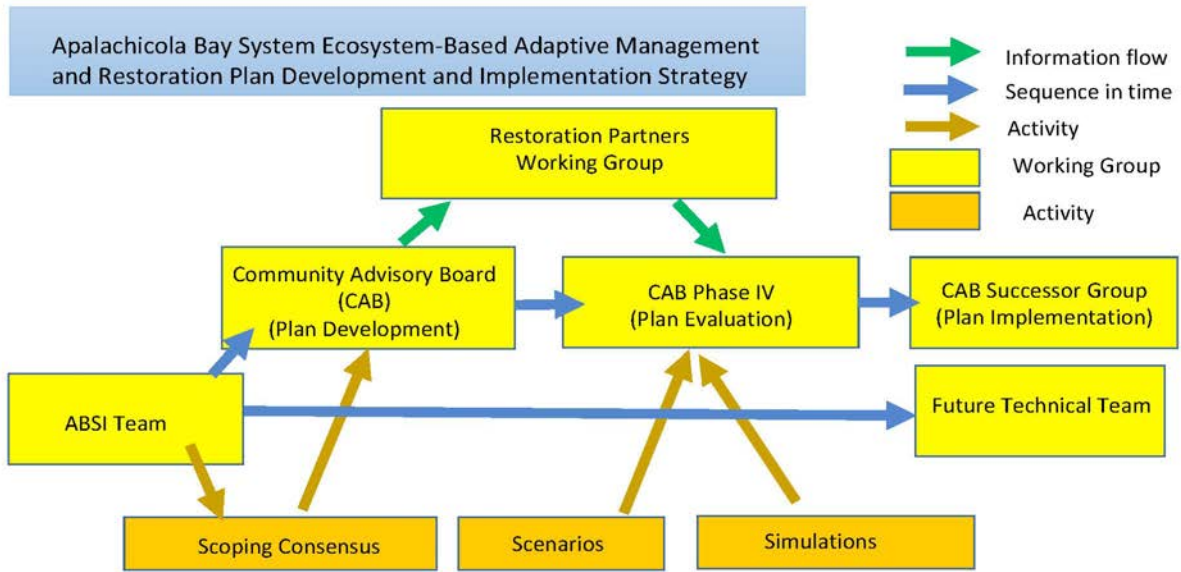 Apalachicola Bay System Ecosystem-Based Adaptive Management
and Restoration Plan Development and Implementation Strategy
Information flow
Sequence in time
Activity
Working Group
Activity
Restoration Partners
Working Group
Community Advisory Board
(CAB)
(Plan Development)
CAB Phase IV
(Plan Evaluation)
CAB Successor Group
(Plan Implementation)
ABSI Team
Future Technical Team
Scoping Consensus
Scenarios
Simulations